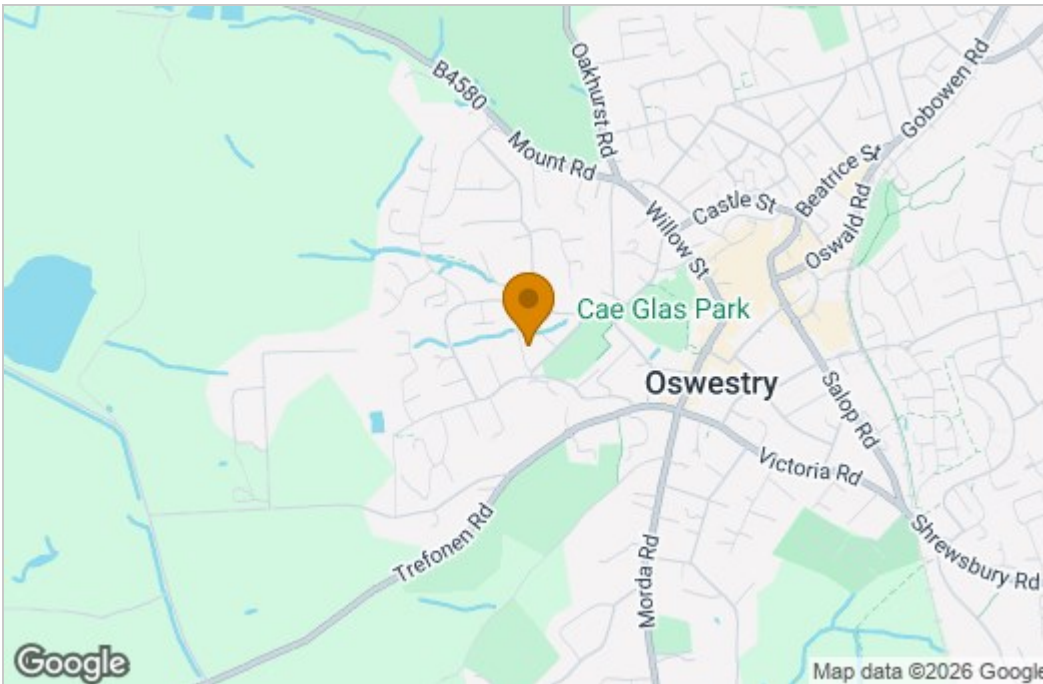 B4580
Oakhurst Rd
Gobowen Rd
Mount Rd
Beatrice St
Castle St
Willow St
Oswald Rd
Cae Glas Park
Oswestry
Salop Rd
Victoria Rd
Trefonen Rd
Shrewsbury Rd
Morda Rd
Google
Map data ©2026 Google